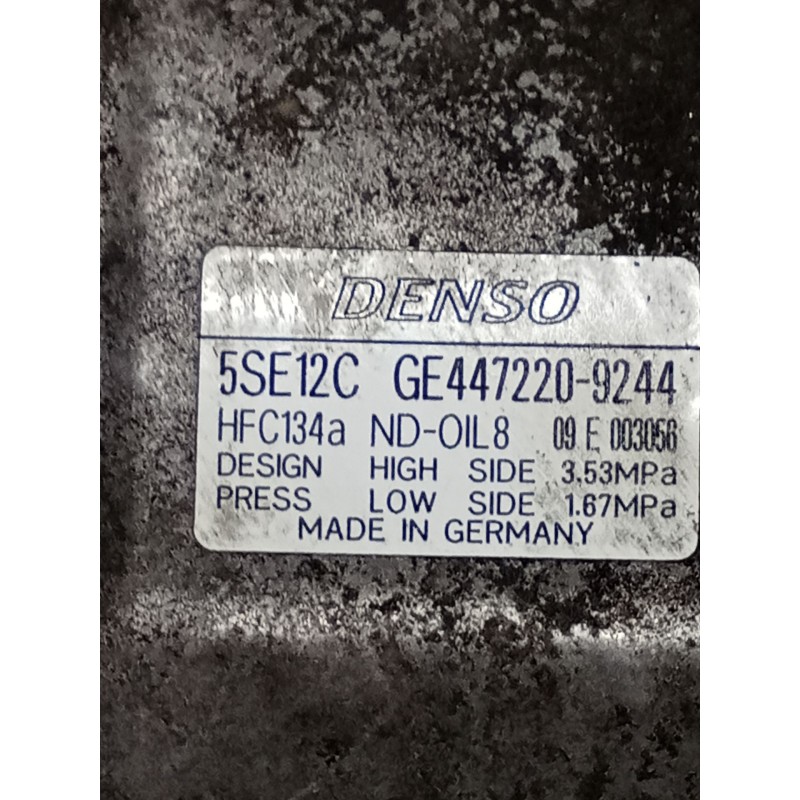 DENSO
5SE12C GE447220-9244
HFC134a ND-OIL8 09 E 003056
DESIGN HIGH SIDE 3.53MPa
PRESS LOW SIDE 1.67MPa
MADE IN GERMANY